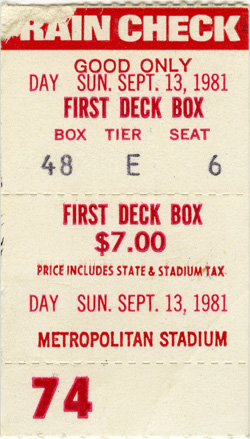 RAIN CHECK
GOOD ONLY
DAY SUN. SEPT. 13, 1981
FIRST DECK BOX
BOX TIER SEAT
48 E 6
FIRST DECK BOX
$7.00
PRICE INCLUDES STATE & STADIUM TAX
DAY SUN. SEPT. 13, 1981
METROPOLITAN STADIUM
74